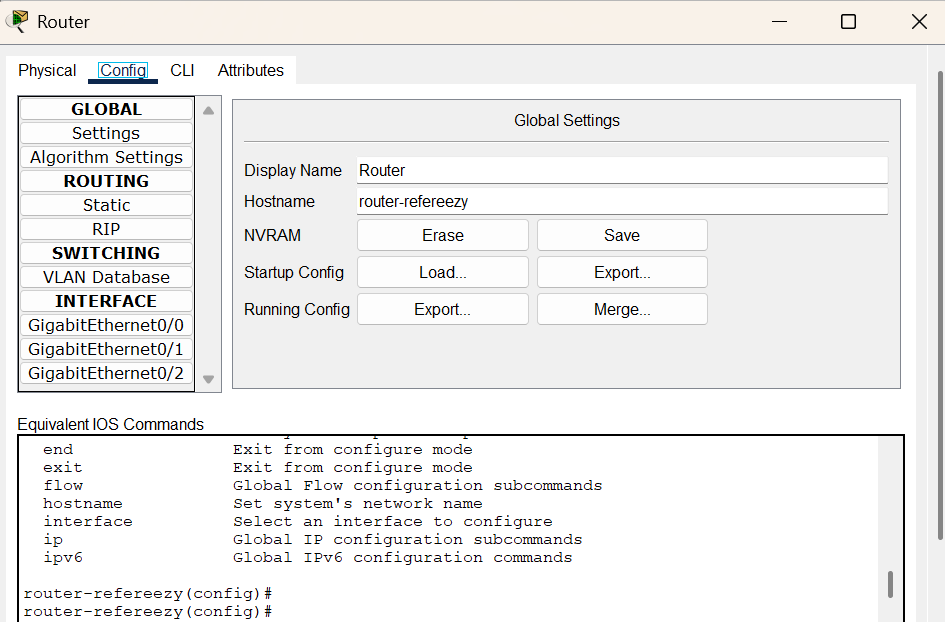 Router
Physical Config CLI Attributes
GLOBAL
Settings
Algorithm Settings
ROUTING
Static
RIP
SWITCHING
VLAN Database
INTERFACE
GigabitEthernet0/0
GigabitEthernet0/1
GigabitEthernet0/2
Global Settings
Display Name Router
Hostname router-refereezy
NVRAM Erase Save
Startup Config Load... Export...
Running Config Export... Merge...
Equivalent IOS Commands
end Exit from configure mode
exit Exit from configure mode
flow Global Flow configuration subcommands
hostname Set system's network name
interface Select an interface to configure
ip Global IP configuration subcommands
ipv6 Global IPv6 configuration commands
router-refereezy(config)#
router-refereezy(config)#